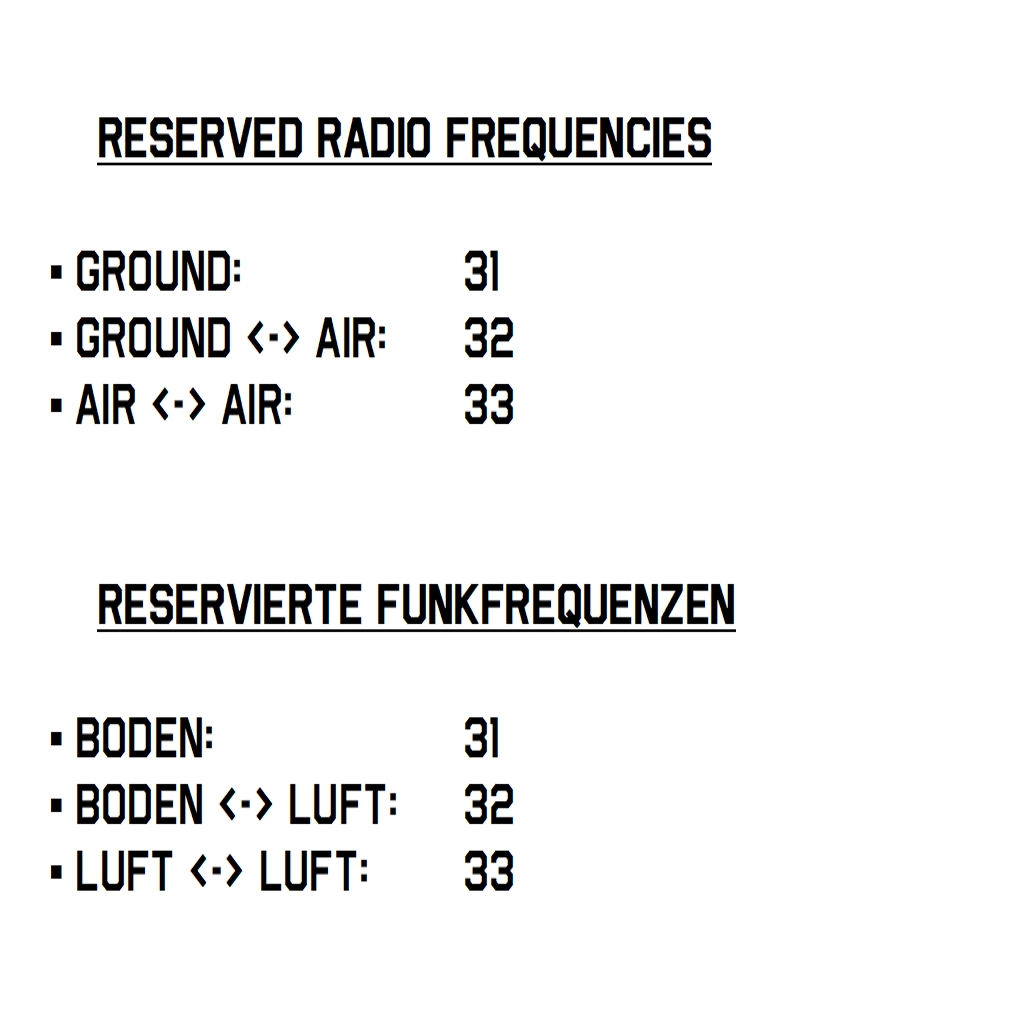 RESERVED RADIO FREQUENCIES
▪ GROUND: 31
▪ GROUND <-> AIR: 32
▪ AIR <-> AIR: 33
RESERVIERTE FUNKFREQUENZEN
▪ BODEN: 31
▪ BODEN <-> LUFT: 32
▪ LUFT <-> LUFT: 33